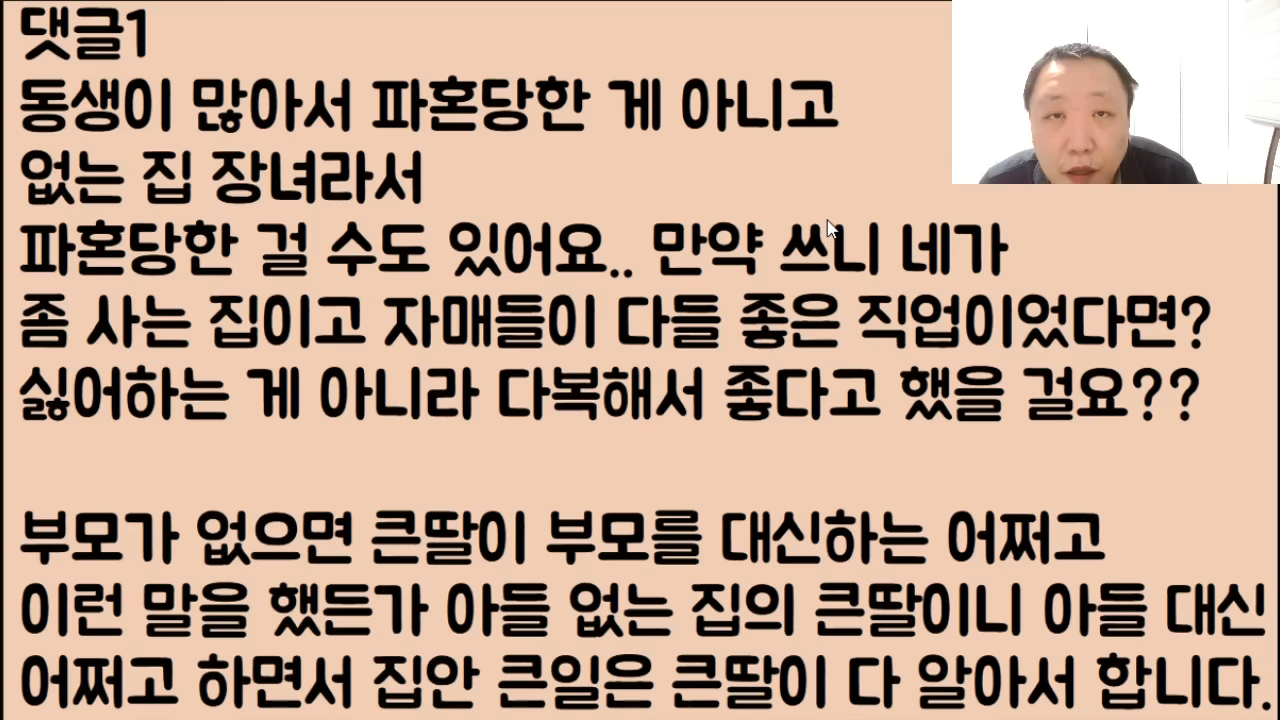 댓글1
동생이 많아서 파혼당한 게 아니고
없는 집 장녀라서
파혼당한 걸 수도 있어요.. 만약 쓰니 네가
좀 사는 집이고 자매들이 다들 좋은 직업이었다면?
싫어하는 게 아니라 다복해서 좋다고 했을 걸요??
부모가 없으면 큰딸이 부모를 대신하는 어쩌고
이런 말을 했든가 아들 없는 집의 큰딸이니 아들 대신
어쩌고 하면서 집안 큰일은 큰딸이 다 알아서 합니다.